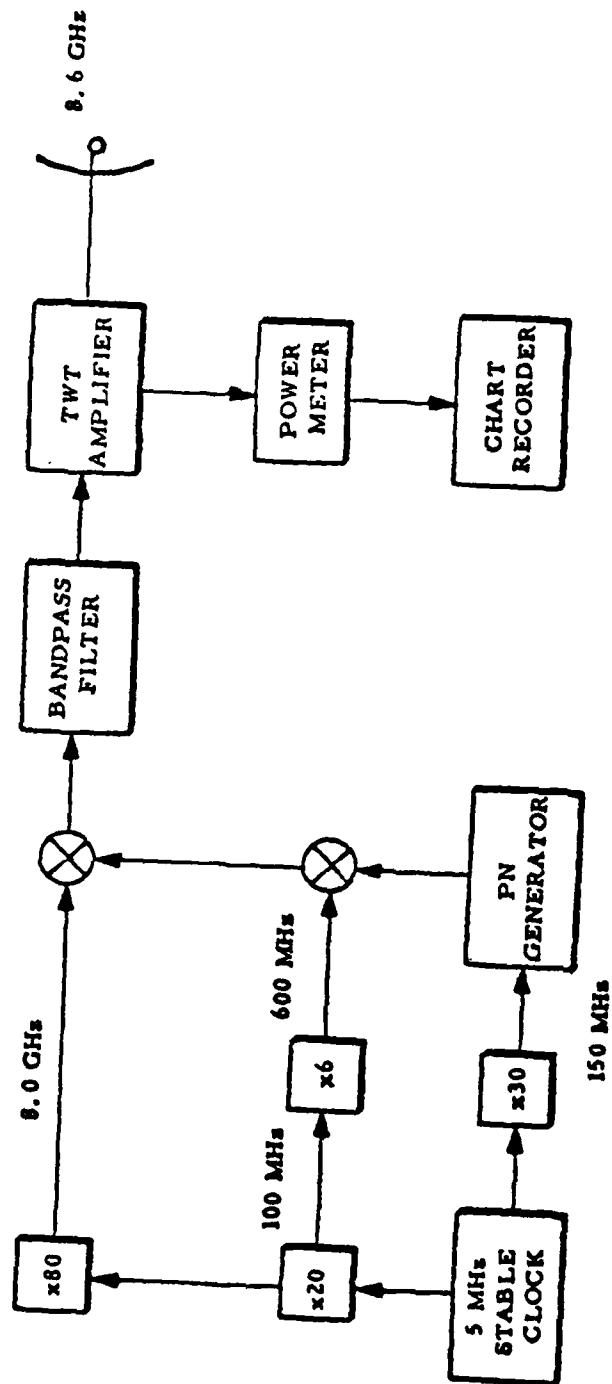 8.6 GHz
TWT
AMPLIFIER
BANDPASS
FILTER
POWER
METER
CHART
RECORDER
8.0 GHz
x80
600 MHz
x6
100 MHz
x20
PN
GENERATOR
150 MHz
x30
5 MHz
STABLE
CLOCK